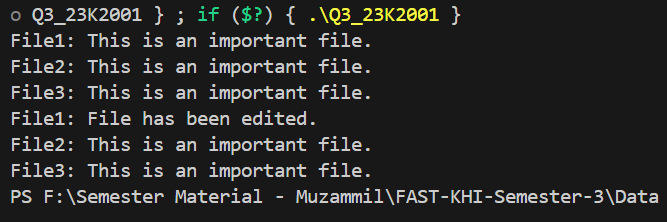 Q3_23K2001 } ; if ($?) { .\Q3_23K2001 }
File1: This is an important file.
File2: This is an important file.
File3: This is an important file.
File1: File has been edited.
File2: This is an important file.
File3: This is an important file.
PS F:\Semester Material - Muzammil\FAST-KHI-Semester-3\Data